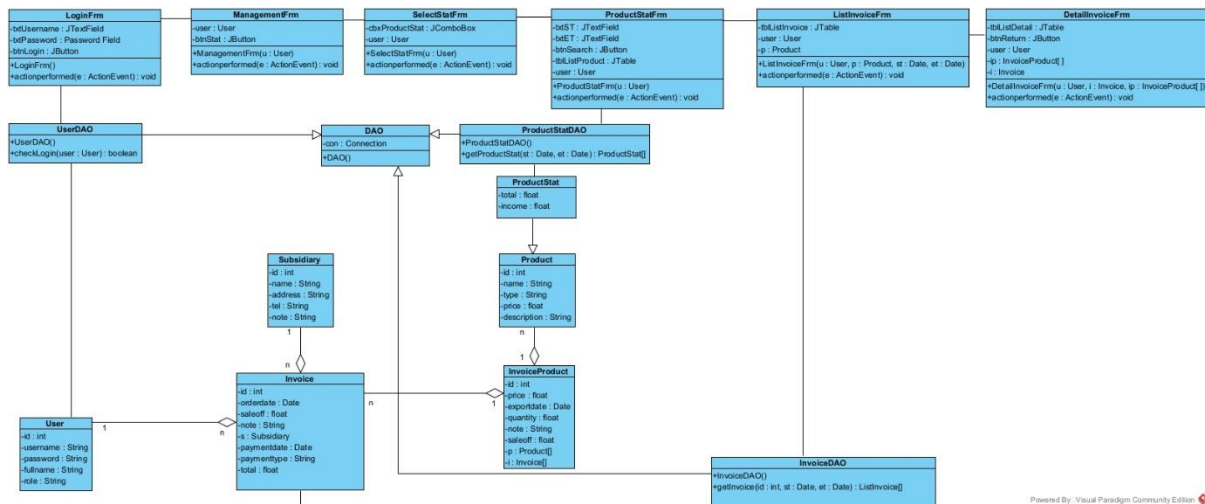 LoginFrm
-txtUsername : JTextField
-txtPassword : Password Field
-btnLogin : JButton
+LoginFrm()
+actionperformed(e : ActionEvent) : void
ManagementFrm
-user : User
-btnStat : JButton
+ManagementFrm(u : User)
+actionperformed(e : ActionEvent) : void
SelectStatFrm
-cbxProductStat : JComboBox
-user : User
+SelectStatFrm(u : User)
+actionperformed(e : ActionEvent) : void
ProductStatFrm
-txtST : JTextField
-txtET : JTextField
-btnSearch : JButton
-tblListProduct : JTable
-user : User
+ProductStatFrm(u : User)
+actionperformed(e : ActionEvent) : void
ListInvoiceFrm
-tblListInvoice : JTable
-user : User
-p : Product
+ListInvoiceFrm(u : User, p : Product, st : Date, et : Date)
+actionperformed(e : ActionEvent) : void
DetailInvoiceFrm
-tblListDetail : JTable
-btnReturn : JButton
-user : User
-ip : InvoiceProduct[ ]
-i : Invoice
+DetailInvoiceFrm(u : User, i : Invoice, ip : InvoiceProduct[ ])
+actionperformed(e : ActionEvent) : void
UserDAO
+UserDAO()
+checkLogin(user : User) : boolean
DAO
-con : Connection
+DAO()
ProductStatDAO
+ProductStatDAO()
+getProductStat(st : Date, et : Date) : ProductStat[]
ProductStat
-total : float
-income : float
Subsidiary
-id : int
-name : String
-address : String
-tel : String
-note : String
Product
-id : int
-name : String
-type : String
-price : float
-description : String
1
n
n
1
Invoice
-id : int
-orderdate : Date
-saleoff : float
-note : String
-s : Subsidiary
-paymentdate : Date
-paymenttype : String
-total : float
n
1
InvoiceProduct
-id : int
-price : float
-exportdate : Date
-quantity : float
-note : String
-saleoff : float
-p : Product[]
-i : Invoice[]
User
-id : int
-username : String
-password : String
-fullname : String
-role : String
1
n
InvoiceDAO
+InvoiceDAO()
+getInvoice(id : int, st : Date, et : Date) : ListInvoice[]
Powered By Visual Paradigm Community Edition